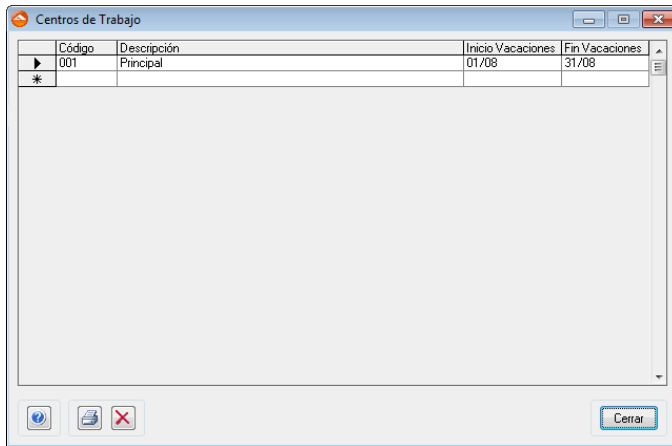 Centros de Trabajo
Código Descripción Inicio Vacaciones Fin Vacaciones
001 Principal 01/08 31/08
Cerrar